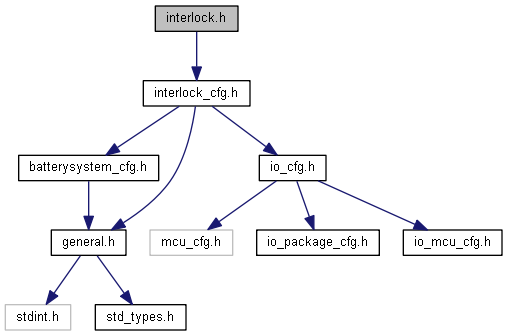 interlock.h
interlock_cfg.h
batterysystem_cfg.h
io_cfg.h
general.h
mcu_cfg.h
io_package_cfg.h
io_mcu_cfg.h
stdint.h
std_types.h